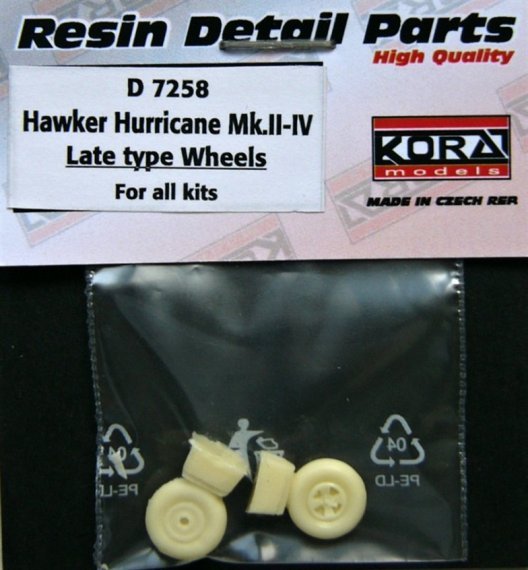 Resin Detail Parts
High Quality
D 7258
Hawker Hurricane Mk.II-IV
Late type Wheels
For all kits
KORA
models
MADE IN CZECH REP
04
PE-LD
04
PE-LD